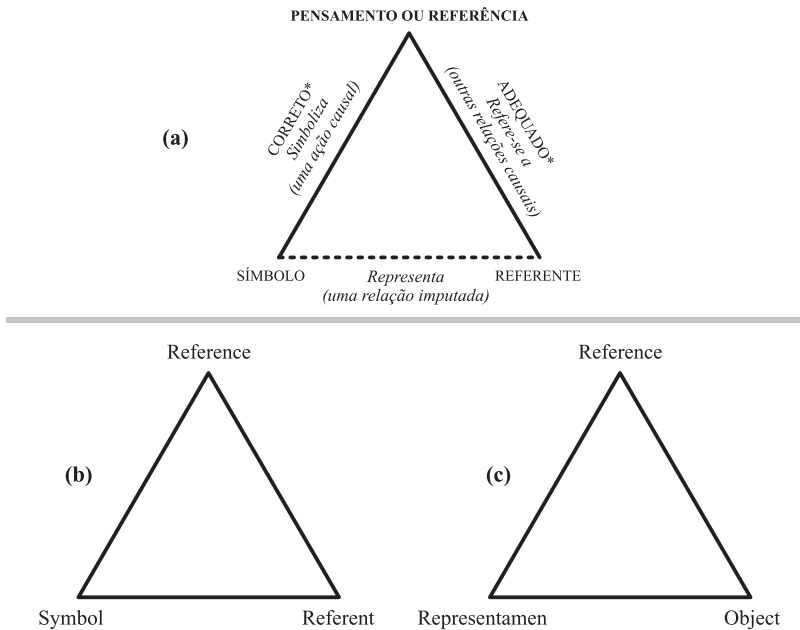 PENSAMENTO OU REFERÊNCIA
(a)
CORRETO*
Simboliza
(uma ação causal)
ADEQUADO*
Refere-se a
(outras relações causais)
SÍMBOLO
Representa
(uma relação imputada)
REFERENTE
(b)
Reference
Symbol
Referent
(c)
Reference
Representamen
Object